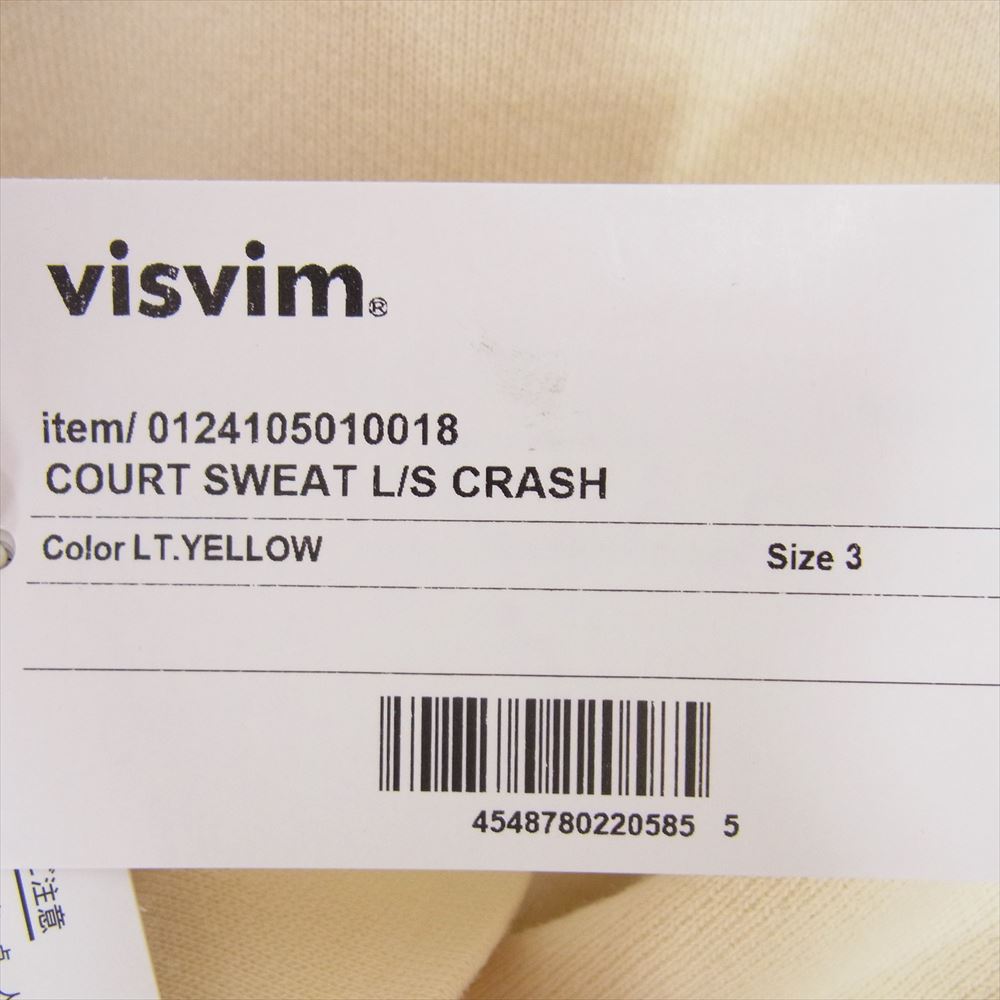 visvim®
item/ 0124105010018
COURT SWEAT L/S CRASH
Color LT.YELLOW Size 3
4548780220585 5
注意